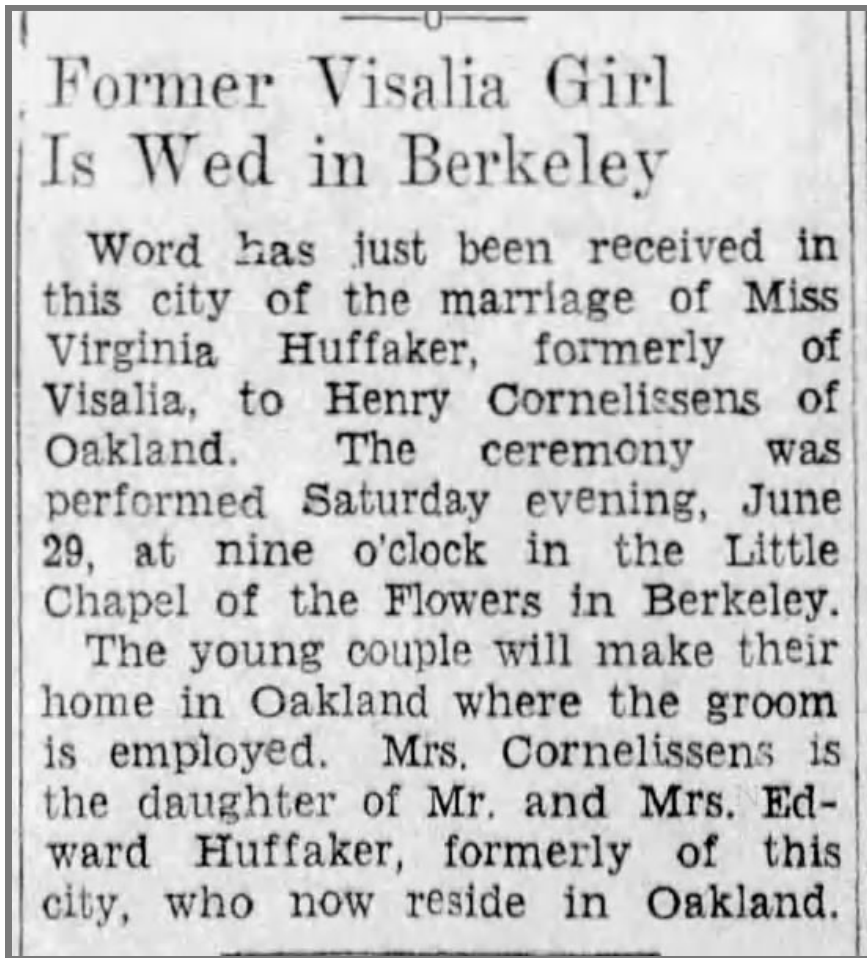 Former Visalia Girl
Is Wed in Berkeley
Word has just been received in
this city of the marriage of Miss
Virginia Huffaker, formerly of
Visalia, to Henry Cornelissens of
Oakland. The ceremony was
performed Saturday evening, June
29, at nine o'clock in the Little
Chapel of the Flowers in Berkeley.
The young couple will make their
home in Oakland where the groom
is employed. Mrs. Cornelissens is
the daughter of Mr. and Mrs. Ed-
ward Huffaker, formerly of this
city, who now reside in Oakland.